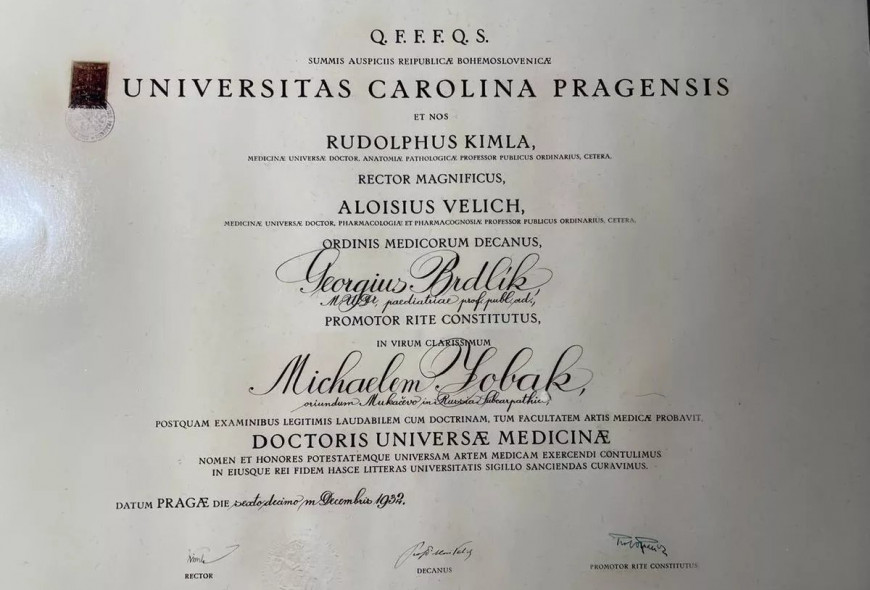 Q. F. F. F. Q. S.
SUMMIS AUSPICIIS REIPUBLICÆ BOHEMOSLOVENICÆ
UNIVERSITAS CAROLINA PRAGENSIS
ET NOS
RUDOLPHUS KIMLA,
MEDICINÆ UNIVERSÆ DOCTOR, ANATOMIÆ PATHOLOGICÆ PROFESSOR PUBLICUS ORDINARIUS, CETERA,
RECTOR MAGNIFICUS,
ALOISIUS VELICH,
MEDICINÆ UNIVERSÆ DOCTOR, PHARMACOLOGIÆ ET PHARMACOGNOSIÆ PROFESSOR PUBLICUS ORDINARIUS, CETERA,
ORDINIS MEDICORUM DECANUS,
Georgius Brdlík
paediatriae prof. publ. ord.,
PROMOTOR RITE CONSTITUTUS,
IN VIRUM CLARISSIMUM
Michaelem Yobak,
oriundum Mukačevo in Russia Subcarpathica,
POSTQUAM EXAMINIBUS LEGITIMIS LAUDABILEM CUM DOCTRINAM, TUM FACULTATEM ARTIS MEDICÆ PROBAVIT,
DOCTORIS UNIVERSÆ MEDICINÆ
NOMEN ET HONORES POTESTATEMQUE UNIVERSAM ARTEM MEDICAM EXERCENDI CONTULIMUS
IN EIUSQUE REI FIDEM HASCE LITTERAS UNIVERSITATIS SIGILLO SANCIENDAS CURAVIMUS.
DATUM PRAGÆ DIE sexto decimo m. Decembris 1932.
RECTOR
DECANUS
PROMOTOR RITE CONSTITUTUS